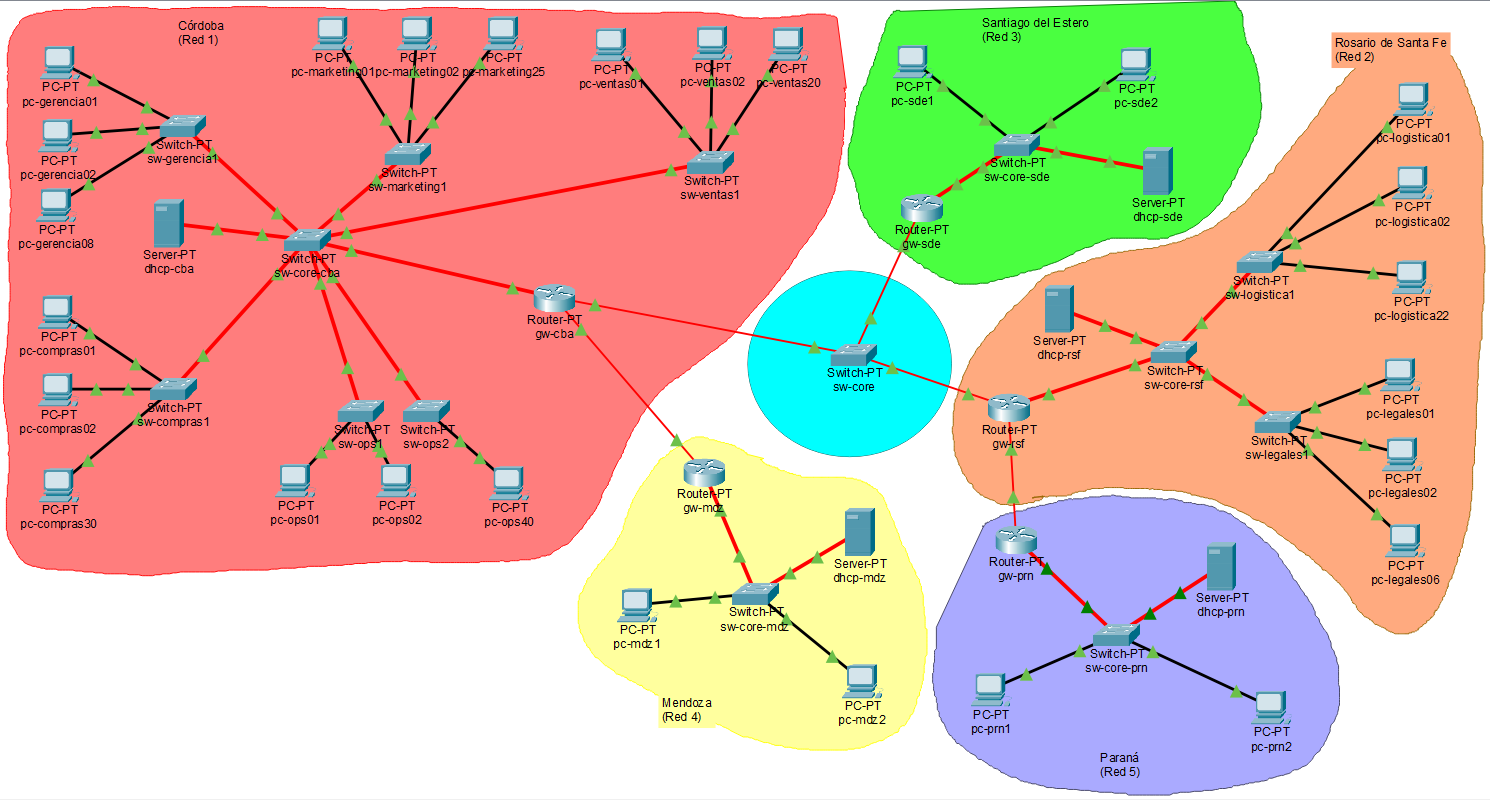 Córdoba
(Red 1)
PC-PT
pc-gerencia01
PC-PT
pc-gerencia02
PC-PT
pc-gerencia08
Switch-PT
sw-gerencia1
PC-PT
pc-marketing01
PC-PT
pc-marketing02
PC-PT
pc-marketing25
Switch-PT
sw-marketing1
PC-PT
pc-ventas01
PC-PT
pc-ventas02
PC-PT
pc-ventas20
Switch-PT
sw-ventas1
Server-PT
dhcp-cba
Switch-PT
sw-core-cba
Router-PT
gw-cba
PC-PT
pc-compras01
PC-PT
pc-compras02
PC-PT
pc-compras30
Switch-PT
sw-compras1
Switch-PT
sw-ops1
Switch-PT
sw-ops2
PC-PT
pc-ops01
PC-PT
pc-ops02
PC-PT
pc-ops40
Santiago del Estero
(Red 3)
PC-PT
pc-sde1
PC-PT
pc-sde2
Switch-PT
sw-core-sde
Server-PT
dhcp-sde
Router-PT
gw-sde
Switch-PT
sw-core
Rosario de Santa Fe
(Red 2)
PC-PT
pc-logistica01
PC-PT
pc-logistica02
PC-PT
pc-logistica22
Switch-PT
sw-logistica1
Server-PT
dhcp-rsf
Switch-PT
sw-core-rsf
Router-PT
gw-rsf
PC-PT
pc-legales01
PC-PT
pc-legales02
PC-PT
pc-legales06
Switch-PT
sw-legales1
Router-PT
gw-mdz
Server-PT
dhcp-mdz
Switch-PT
sw-core-mdz
PC-PT
pc-mdz1
PC-PT
pc-mdz2
Mendoza
(Red 4)
Router-PT
gw-prn
Server-PT
dhcp-prn
Switch-PT
sw-core-prn
PC-PT
pc-prn1
PC-PT
pc-prn2
Paraná
(Red 5)